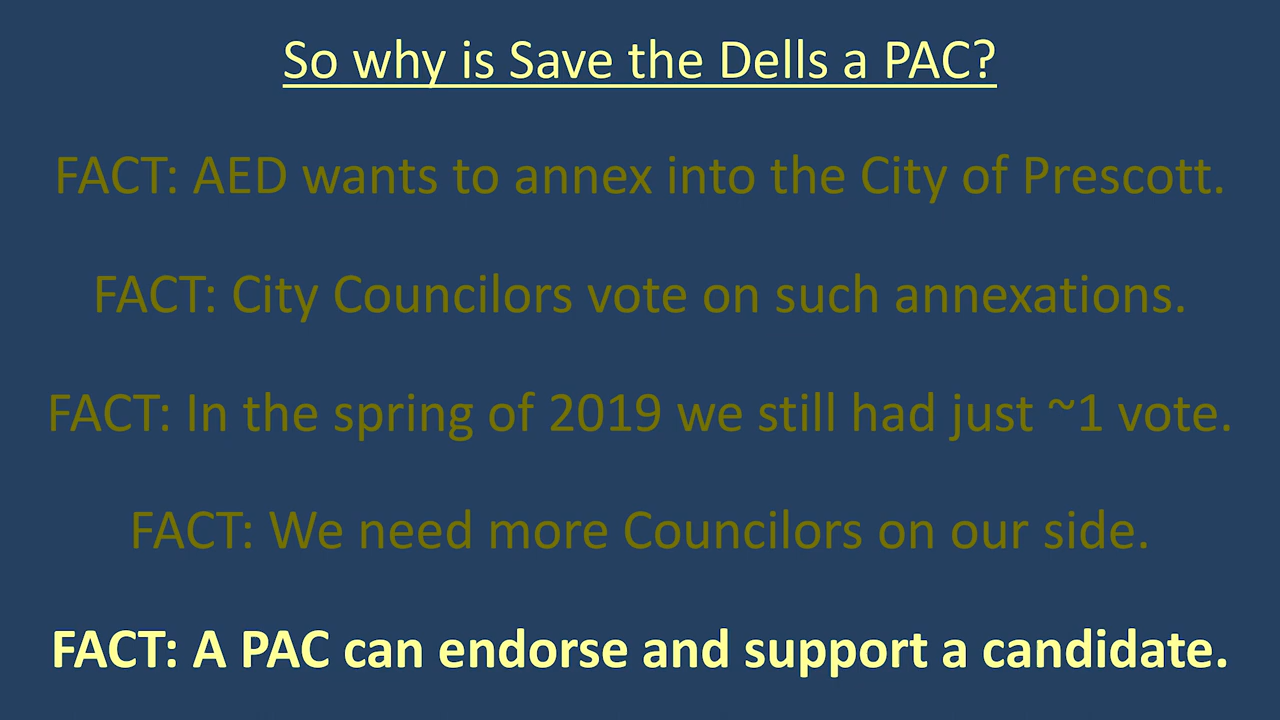 So why is Save the Dells a PAC?
FACT: AED wants to annex into the City of Prescott.
FACT: City Councilors vote on such annexations.
FACT: In the spring of 2019 we still had just ~1 vote.
FACT: We need more Councilors on our side.
FACT: A PAC can endorse and support a candidate.